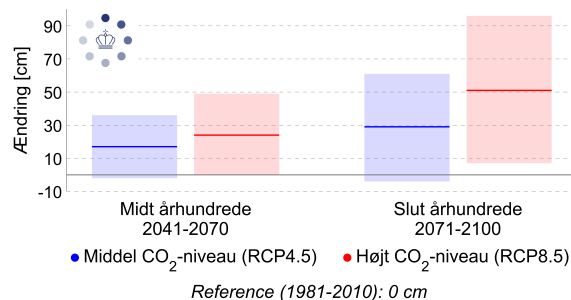 Ændring [cm]
90
70
50
30
10
-10
Midt århundrede
2041-2070
Slut århundrede
2071-2100
Middel CO2-niveau (RCP4.5)
Højt CO2-niveau (RCP8.5)
Reference (1981-2010): 0 cm